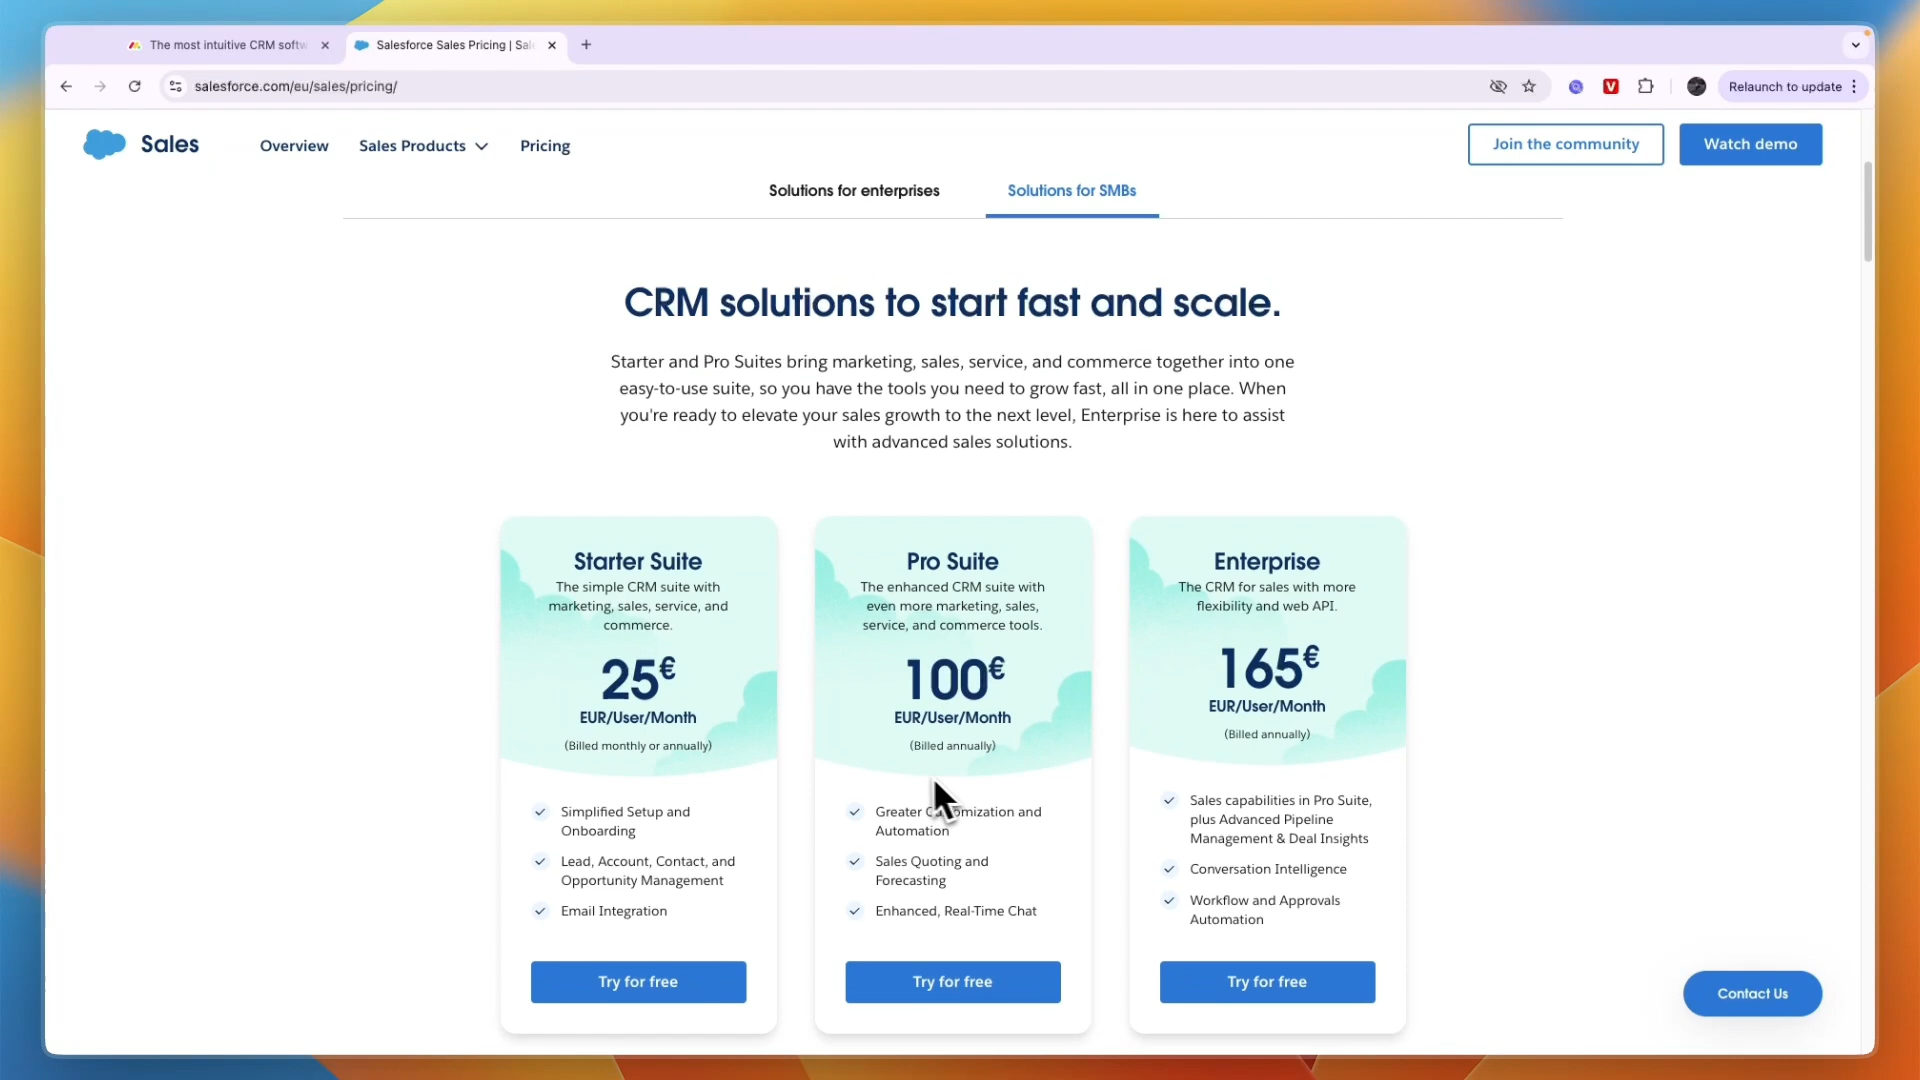 The most intuitive CRM softw
Salesforce Sales Pricing | Sal
salesforce.com/eu/sales/pricing/
Relaunch to update
Sales
Overview
Sales Products
Pricing
Join the community
Watch demo
Solutions for enterprises
Solutions for SMBs
CRM solutions to start fast and scale.
Starter and Pro Suites bring marketing, sales, service, and commerce together into one
easy-to-use suite, so you have the tools you need to grow fast, all in one place. When
you're ready to elevate your sales growth to the next level, Enterprise is here to assist
with advanced sales solutions.
Starter Suite
The simple CRM suite with
marketing, sales, service, and
commerce.
25€
EUR/User/Month
(Billed monthly or annually)
Simplified Setup and
Onboarding
Lead, Account, Contact, and
Opportunity Management
Email Integration
Try for free
Pro Suite
The enhanced CRM suite with
even more marketing, sales,
service, and commerce tools.
100€
EUR/User/Month
(Billed annually)
Greater Customization and
Automation
Sales Quoting and
Forecasting
Enhanced, Real-Time Chat
Try for free
Enterprise
The CRM for sales with more
flexibility and web API.
165€
EUR/User/Month
(Billed annually)
Sales capabilities in Pro Suite,
plus Advanced Pipeline
Management & Deal Insights
Conversation Intelligence
Workflow and Approvals
Automation
Try for free
Contact Us